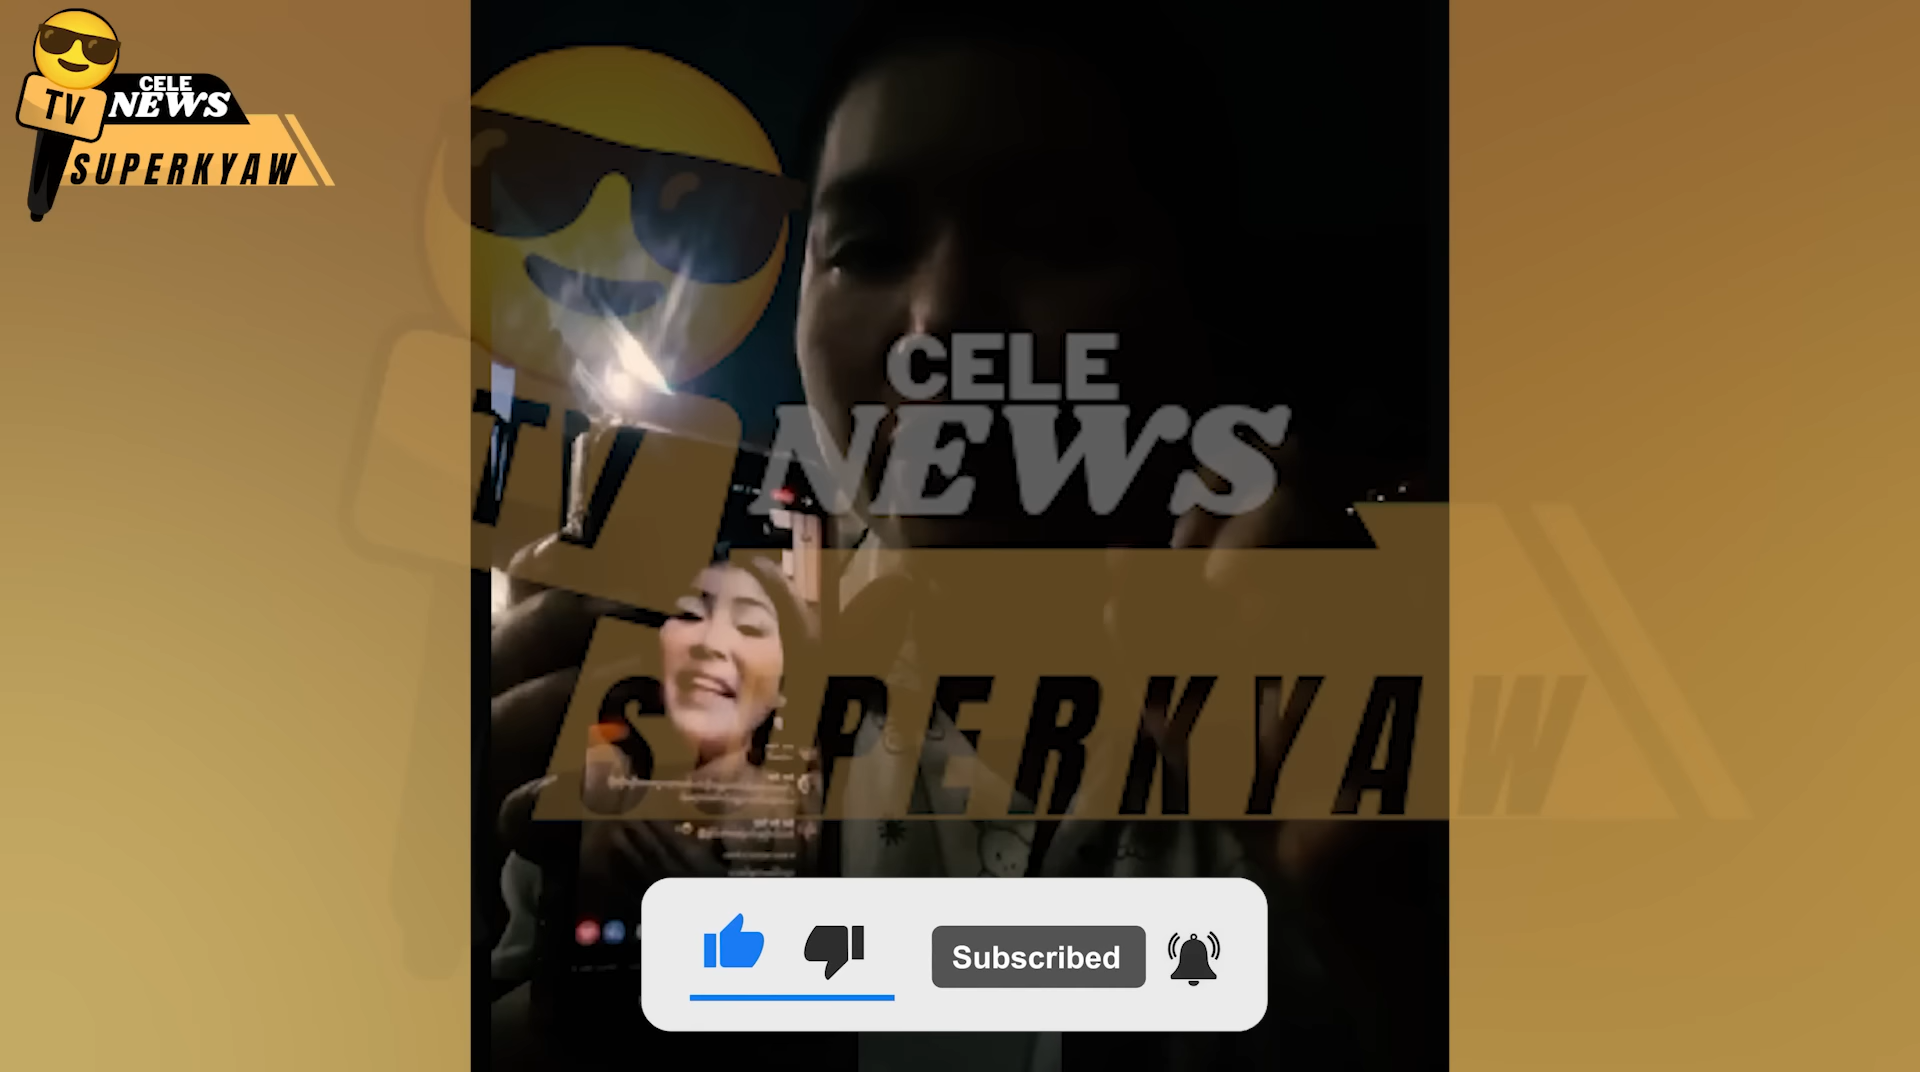 CELE
NEWS
TV
SUPERKYAW
CELE
NEWS
TV
SUPERKYAW
Subscribed